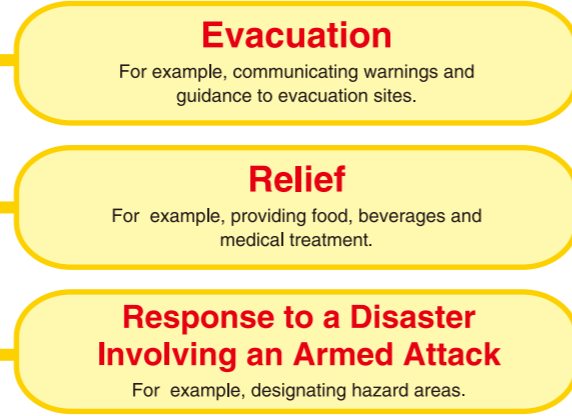 Evacuation
For example, communicating warnings and
guidance to evacuation sites.
Relief
For example, providing food, beverages and
medical treatment.
Response to a Disaster
Involving an Armed Attack
For example, designating hazard areas.